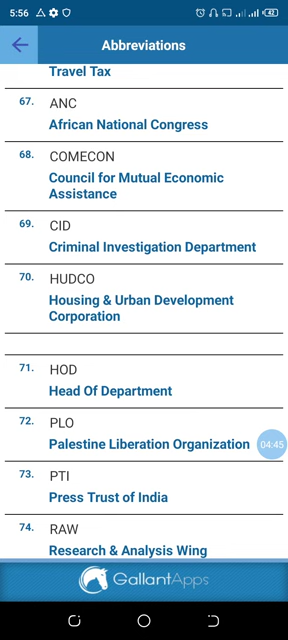 5:56
42
Abbreviations
Travel Tax
67. ANC
African National Congress
68. COMECON
Council for Mutual Economic
Assistance
69. CID
Criminal Investigation Department
70. HUDCO
Housing & Urban Development
Corporation
71. HOD
Head Of Department
72. PLO
Palestine Liberation Organization
04:45
73. PTI
Press Trust of India
74. RAW
Research & Analysis Wing
GallantApps